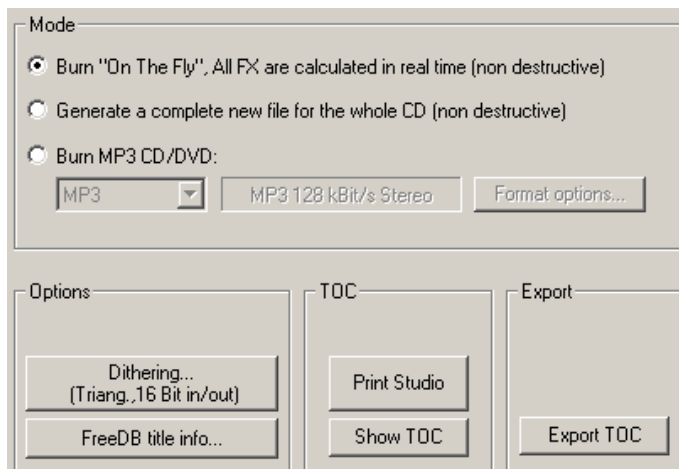 Mode
Burn "On The Fly", All FX are calculated in real time (non destructive)
Generate a complete new file for the whole CD (non destructive)
Burn MP3 CD/DVD:
MP3 MP3 128 kBit/s Stereo Format options...
Options TOC Export
Dithering...
(Triang.,16 Bit in/out)
Print Studio
FreeDB title info... Show TOC Export TOC